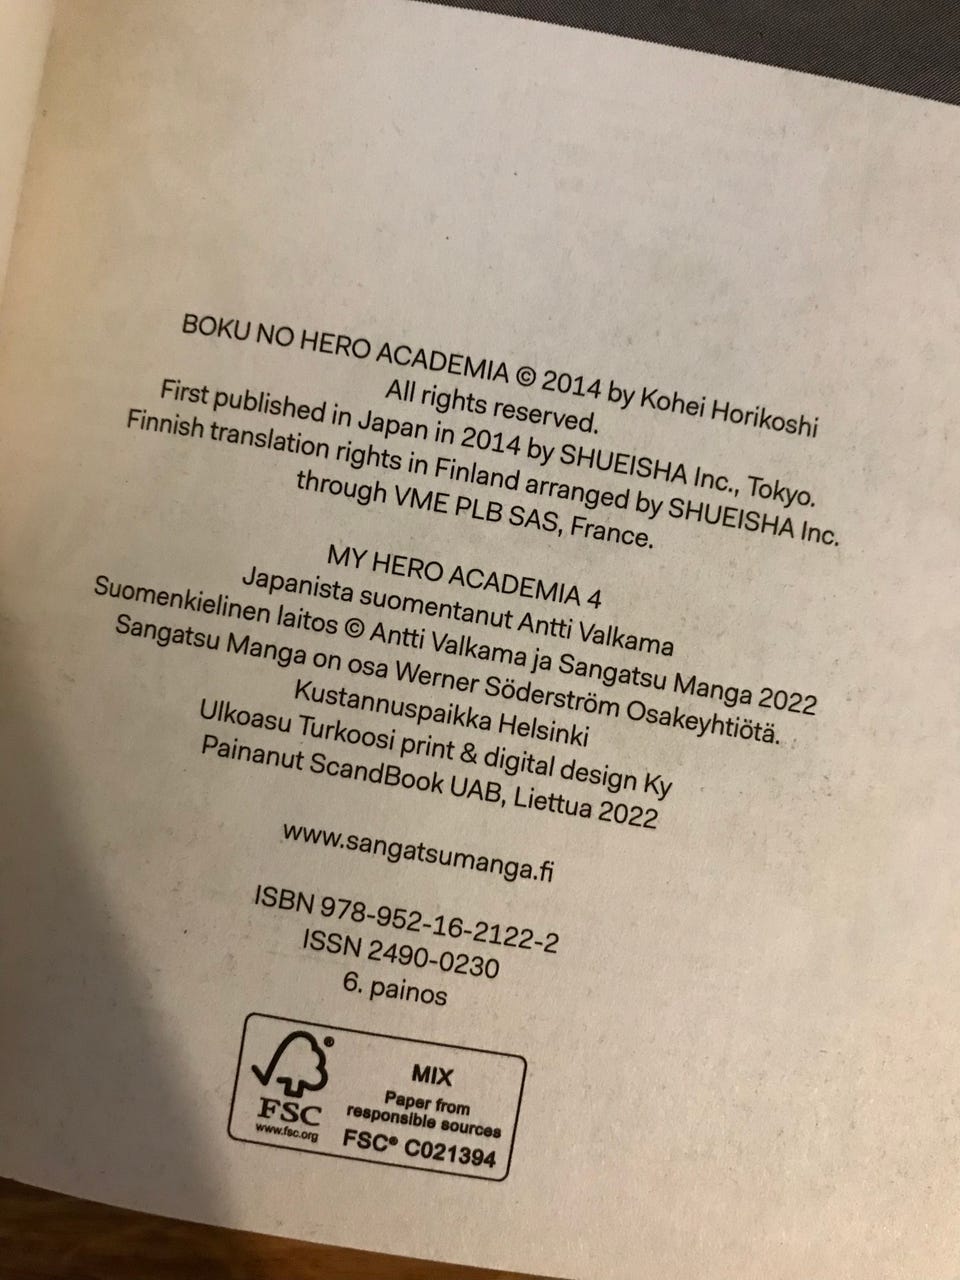 BOKU NO HERO ACADEMIA © 2014 by Kohei Horikoshi
All rights reserved.
First published in Japan in 2014 by SHUEISHA Inc., Tokyo.
Finnish translation rights in Finland arranged by SHUEISHA Inc.
through VME PLB SAS, France.
MY HERO ACADEMIA 4
Japanista suomentanut Antti Valkama
Suomenkielinen laitos © Antti Valkama ja Sangatsu Manga 2022
Sangatsu Manga on osa Werner Söderström Osakeyhtiötä.
Kustannuspaikka Helsinki
Ulkoasu Turkoosi print & digital design Ky
Painanut ScandBook UAB, Liettua 2022
www.sangatsumanga.fi
ISBN 978-952-16-2122-2
ISSN 2490-0230
6. painos
®
FSC
www.fsc.org
MIX
Paper from
responsible sources
FSC® C021394